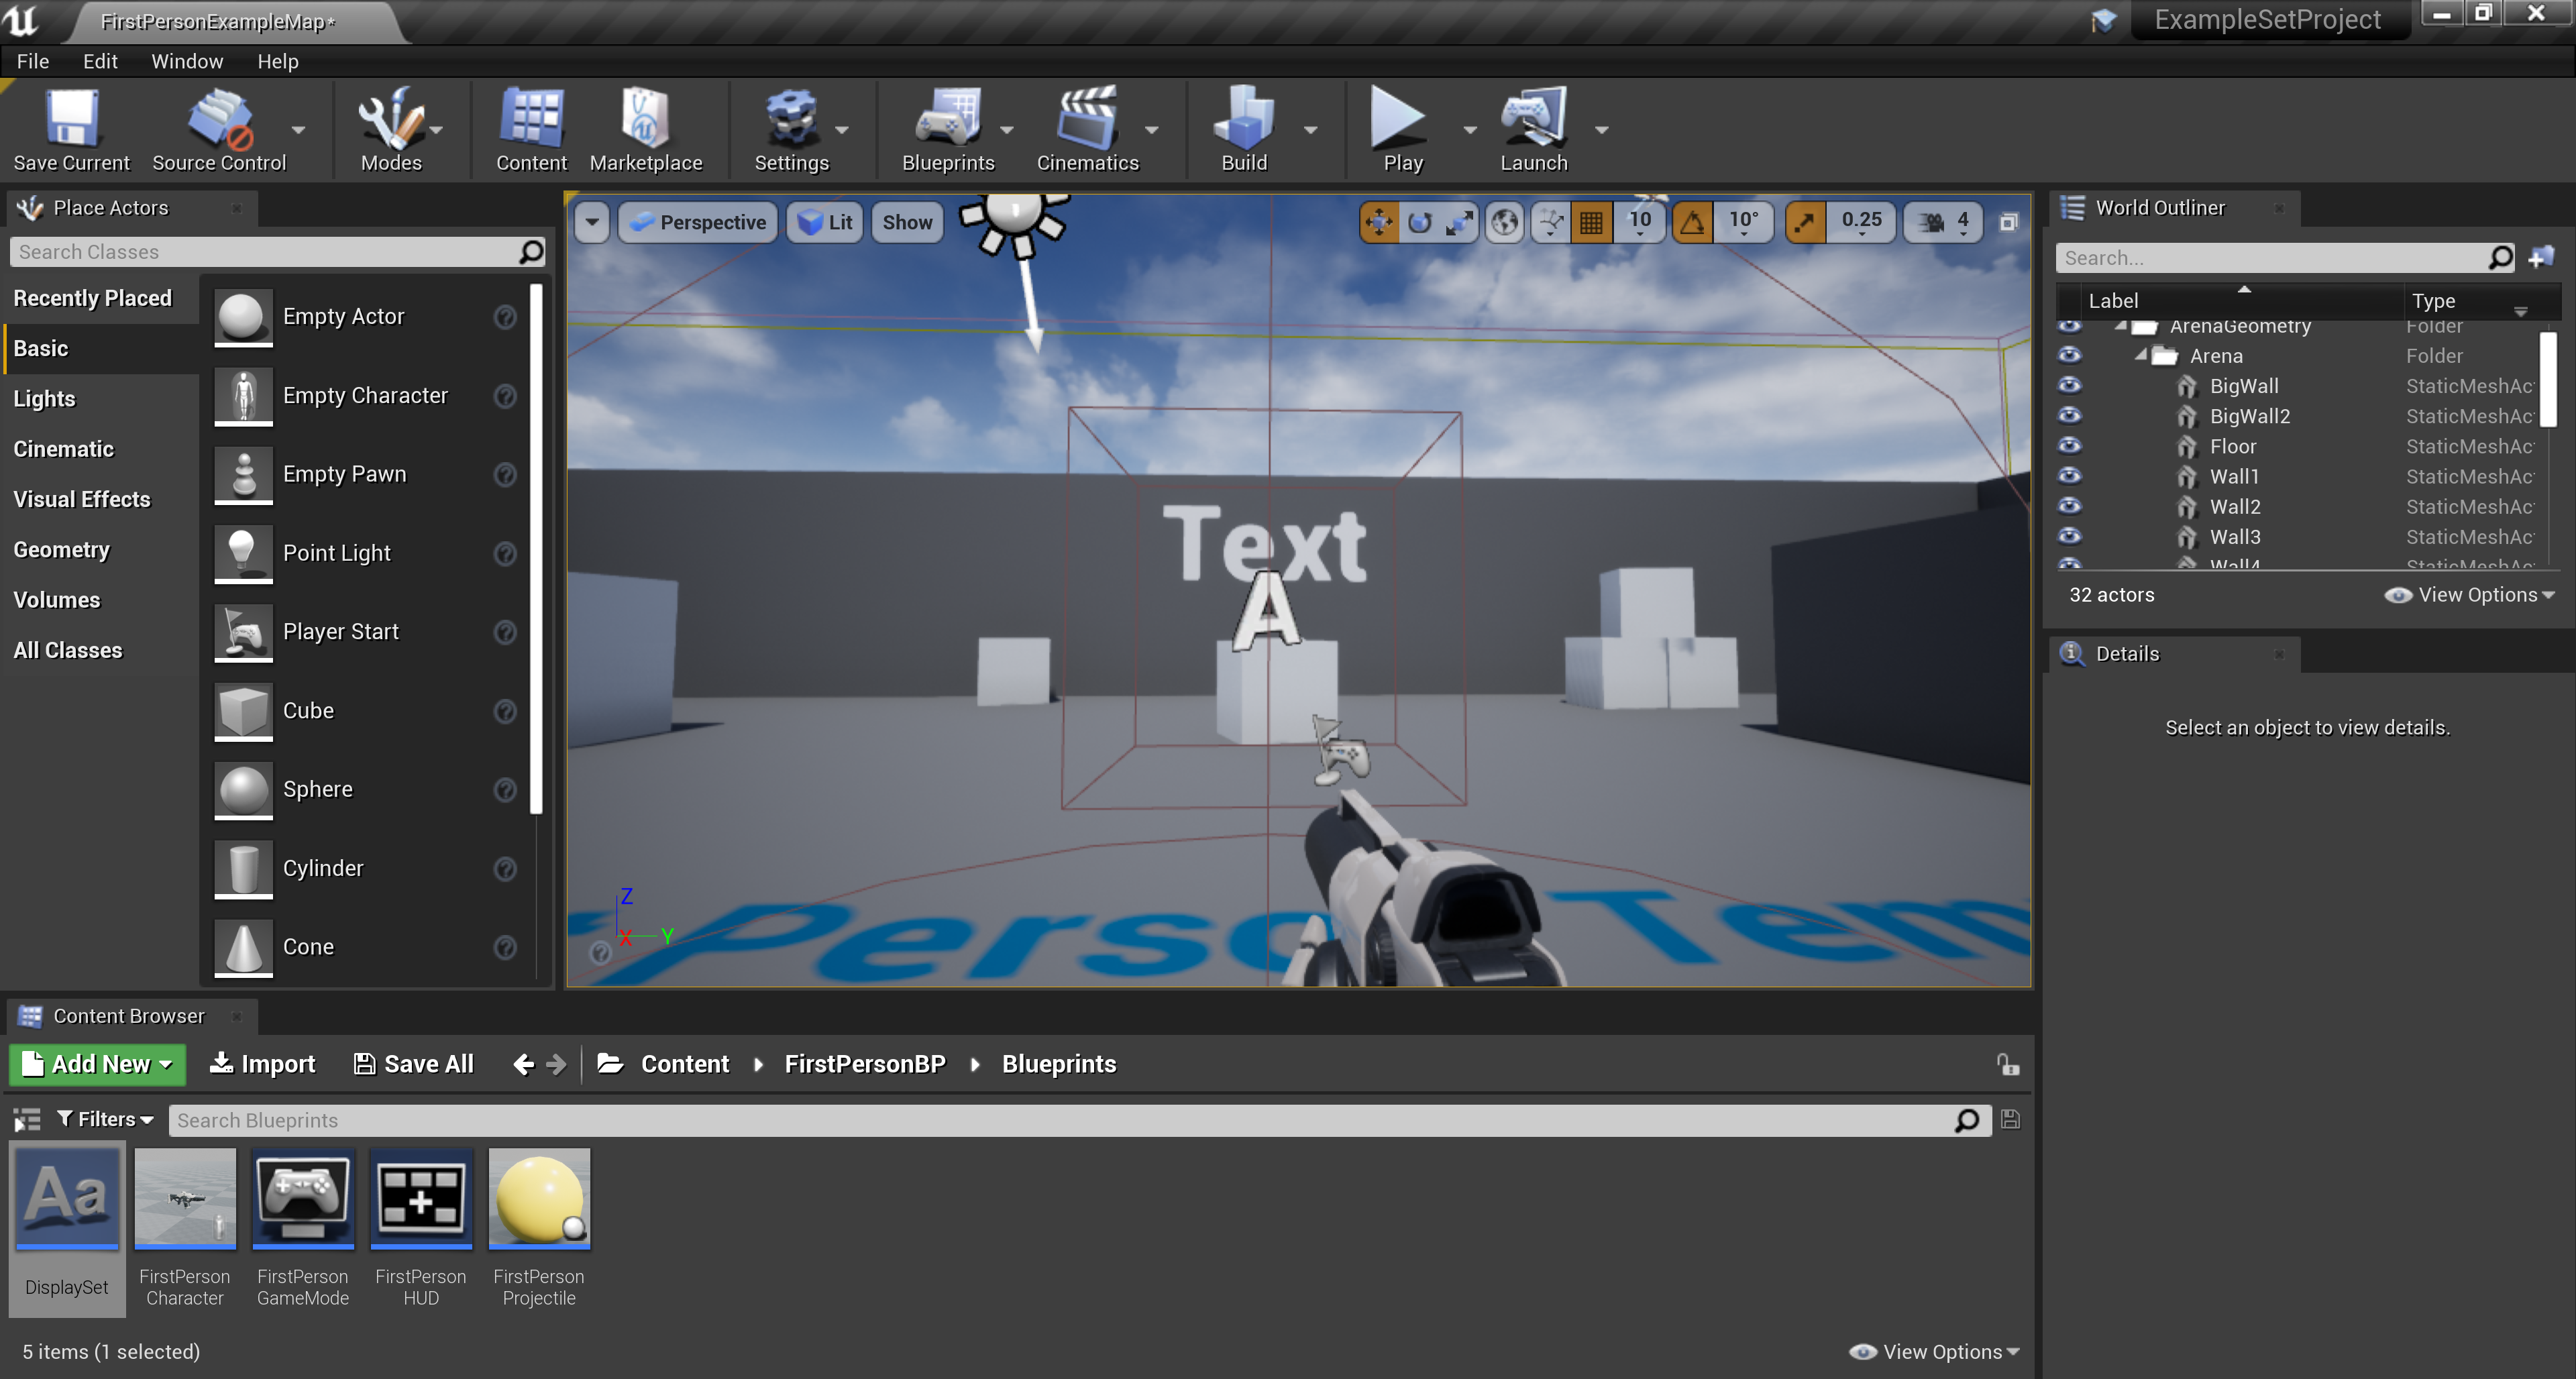 FirstPersonExampleMap*
ExampleSetProject
File Edit Window Help
Save Current Source Control Modes Content Marketplace Settings Blueprints Cinematics Build Play Launch
Place Actors
Search Classes
Recently Placed
Basic
Lights
Cinematic
Visual Effects
Geometry
Volumes
All Classes
Empty Actor
Empty Character
Empty Pawn
Point Light
Player Start
Cube
Sphere
Cylinder
Cone
Perspective Lit Show 10 10° 0.25 4
Text
A
Z
X Y
Person Tem
World Outliner
Search...
Label Type
ArenaGeometry Folder
Arena Folder
BigWall StaticMeshAc
BigWall2 StaticMeshAc
Floor StaticMeshAc
Wall1 StaticMeshAc
Wall2 StaticMeshAc
Wall3 StaticMeshAc
Wall4 StaticMeshAc
32 actors View Options
Details
Select an object to view details.
Content Browser
Add New Import Save All Content FirstPersonBP Blueprints
Filters Search Blueprints
Aa
DisplaySet
FirstPerson
Character
FirstPerson
GameMode
FirstPerson
HUD
FirstPerson
Projectile
5 items (1 selected) View Options